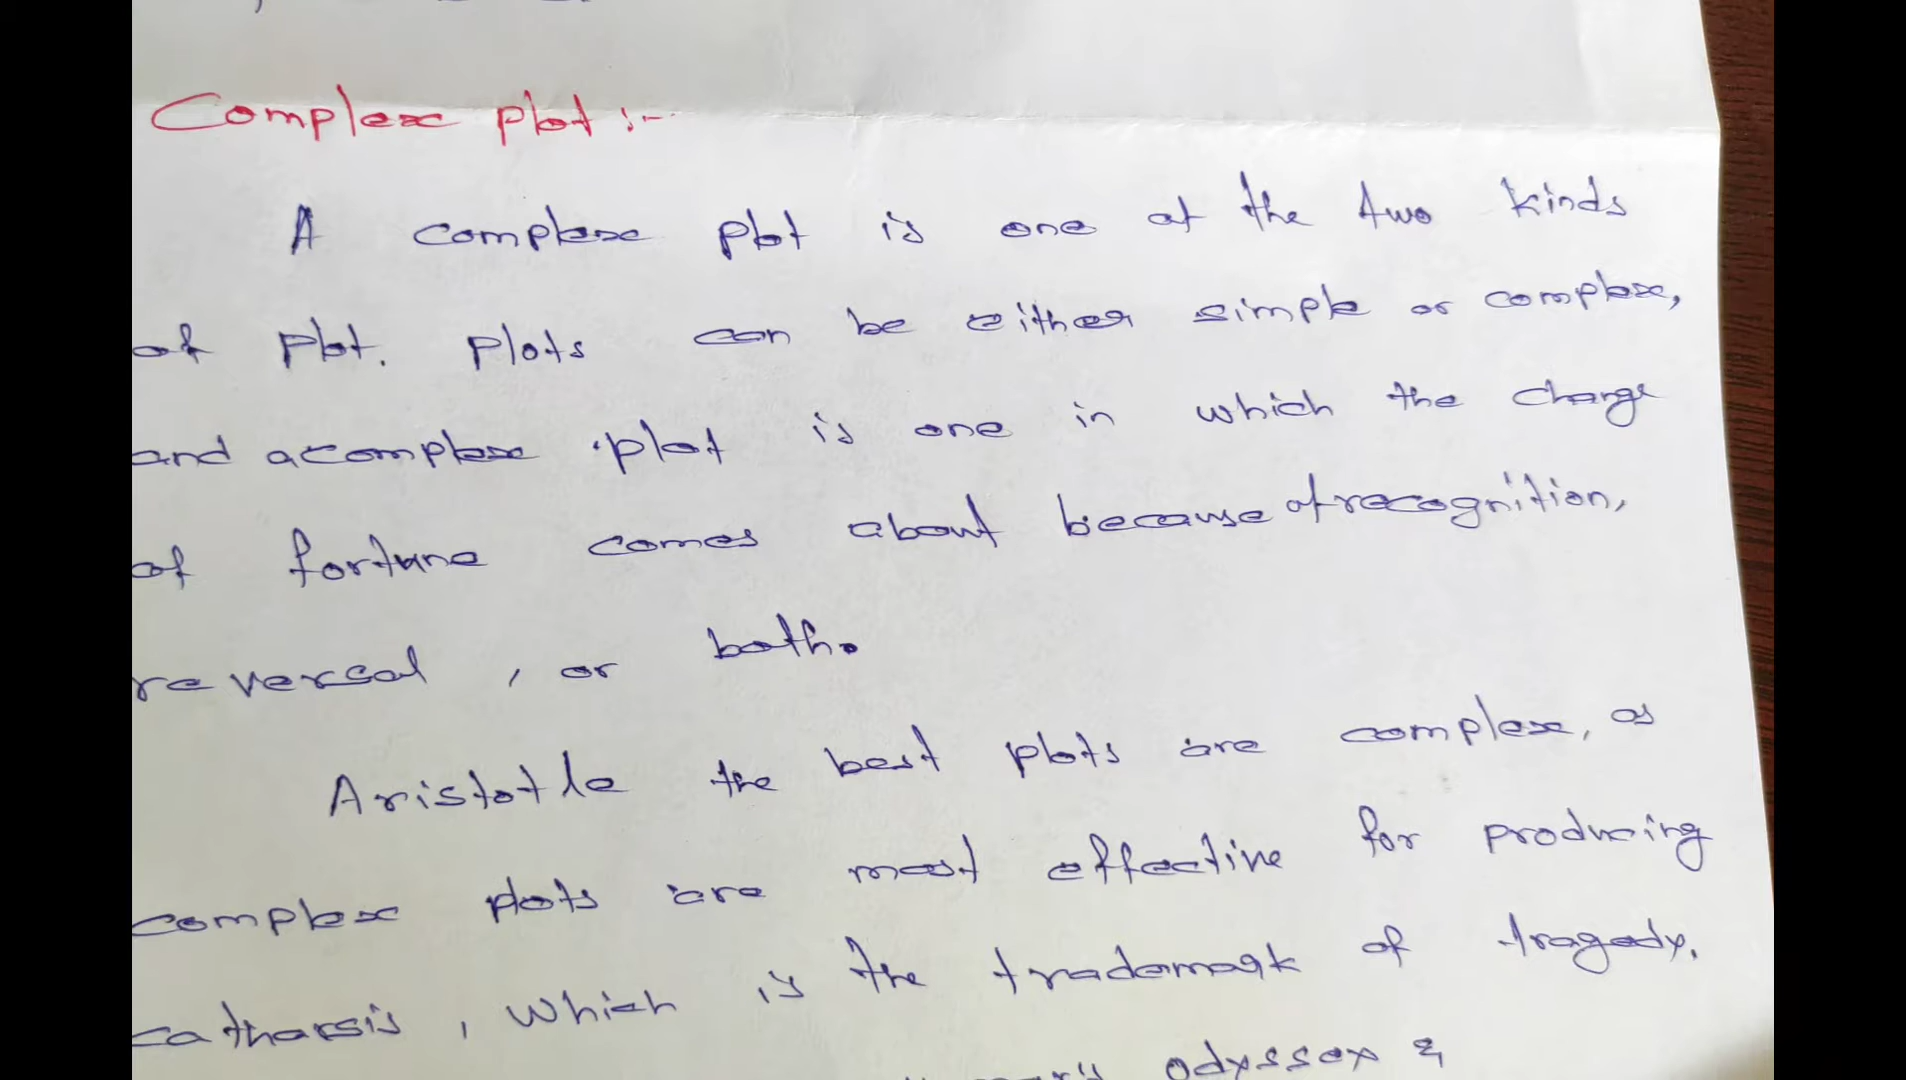 Complex plot :-
A complex plot is one of the two kinds
of plot. plots can be either simple or complex,
and a complex plot is one in which the change
of fortune comes about because of recognition,
reversal, or both.
Aristotle the best plots are complex, as
complex plots are most effective for producing
catharsis, which is the trademark of tragedy.
odyssey &